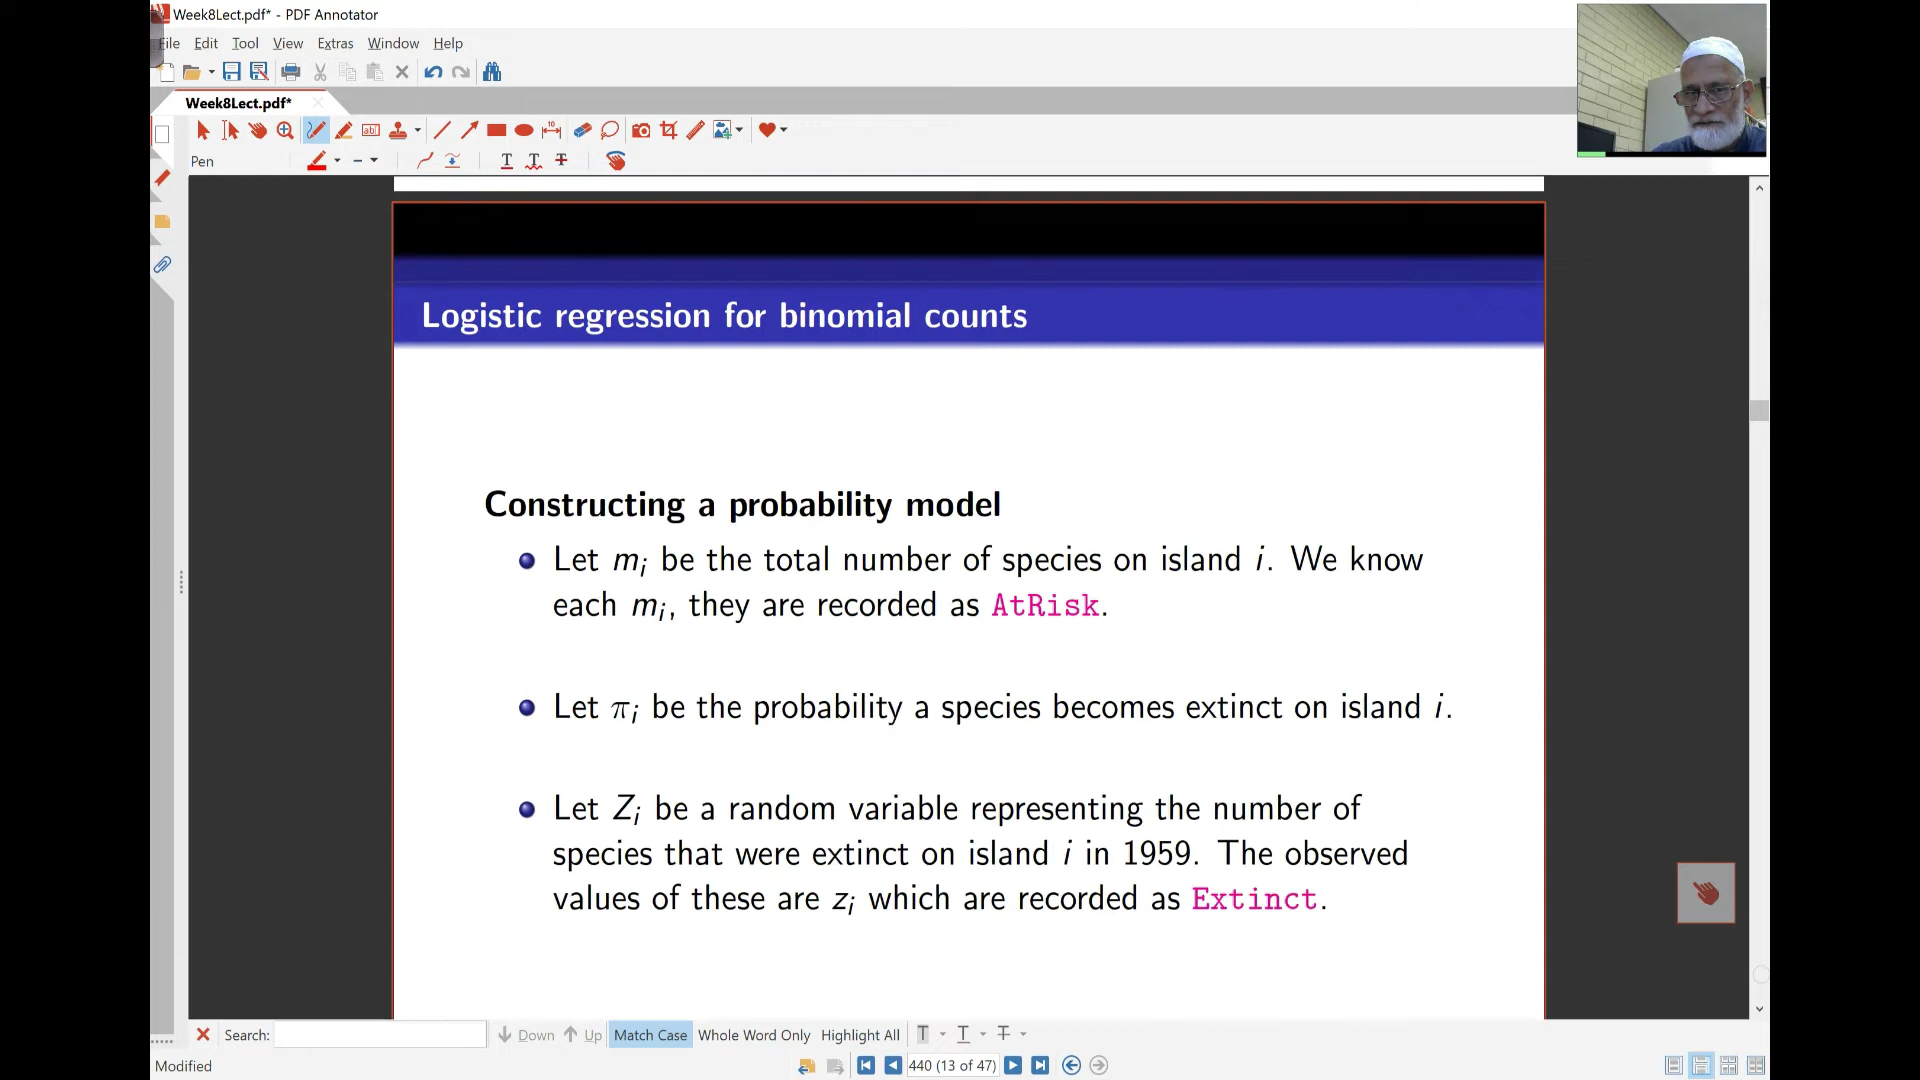 Week8Lect.pdf* - PDF Annotator
File Edit Tool View Extras Window Help
Week8Lect.pdf*
Pen
Logistic regression for binomial counts
Constructing a probability model
Let mᵢ be the total number of species on island i. We know
each mᵢ, they are recorded as AtRisk.
Let πᵢ be the probability a species becomes extinct on island i.
Let Zᵢ be a random variable representing the number of
species that were extinct on island i in 1959. The observed
values of these are zᵢ which are recorded as Extinct.
Search: Down Up Match Case Whole Word Only Highlight All
Modified 440 (13 of 47)